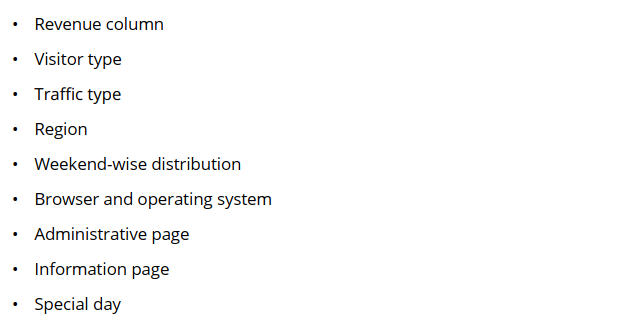 • Revenue column
• Visitor type
• Traffic type
• Region
• Weekend-wise distribution
• Browser and operating system
• Administrative page
• Information page
• Special day